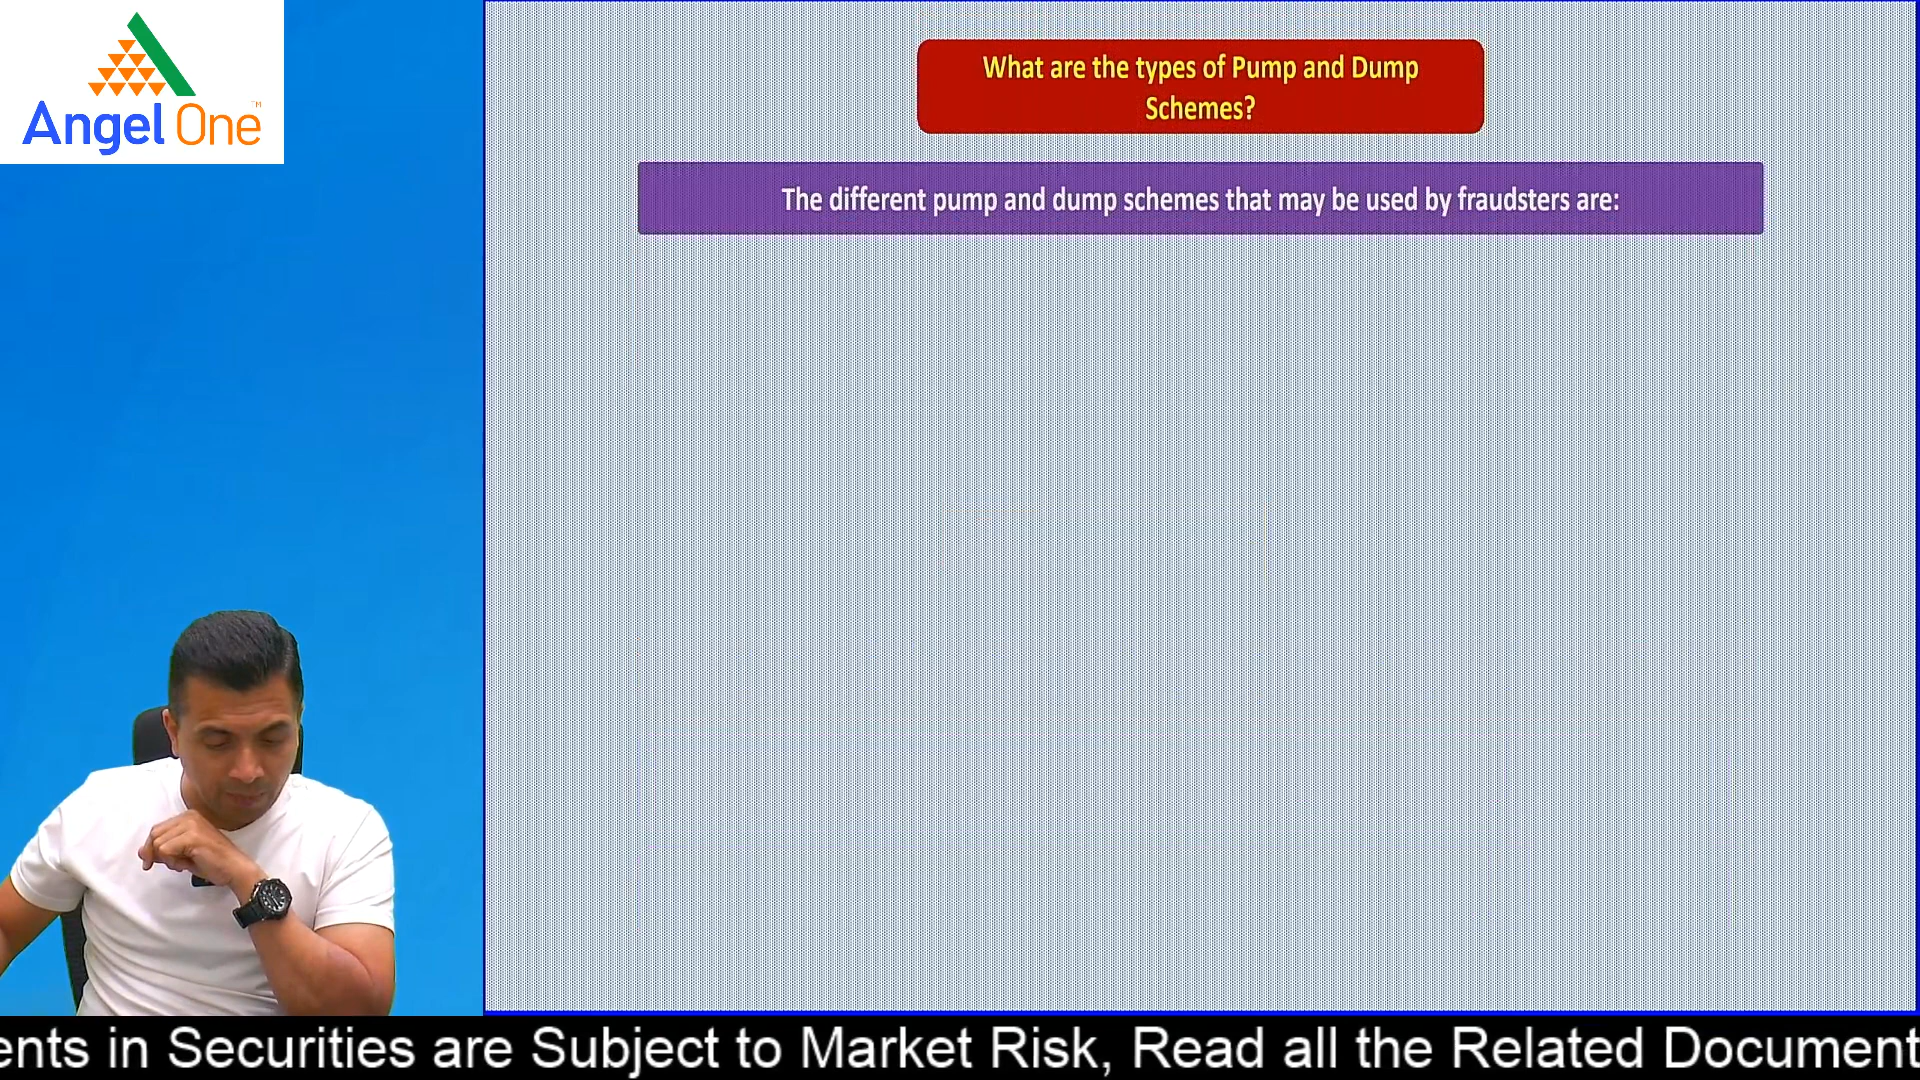 Angel One
TM
What are the types of Pump and Dump
Schemes?
The different pump and dump schemes that may be used by fraudsters are:
ents in Securities are Subject to Market Risk, Read all the Related Document